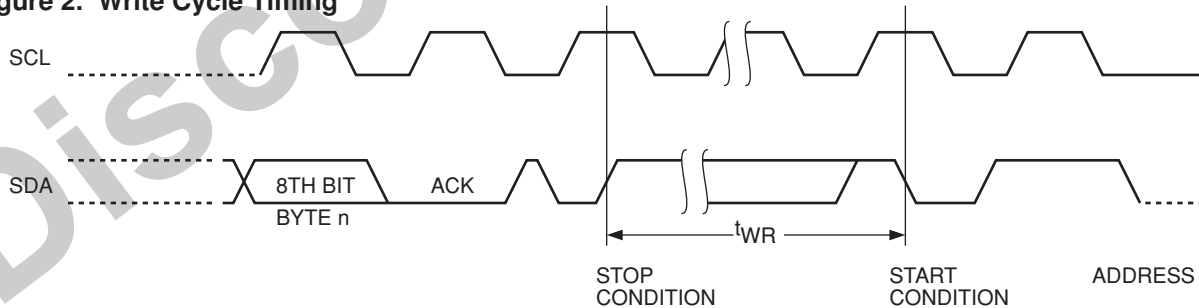 Figure 2. Write Cycle Timing
SCL
SDA
8TH BIT
ACK
BYTE n
tWR
STOP
CONDITION
START
CONDITION
ADDRESS
Disco